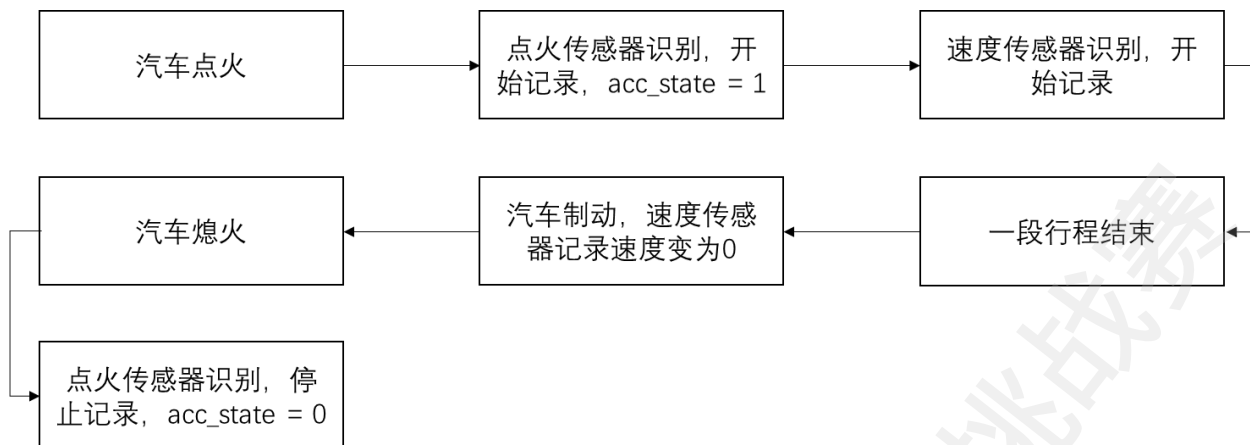 汽车点火
点火传感器识别，开
始记录，acc_state = 1
速度传感器识别，开
始记录
一段行程结束
汽车制动，速度传感
器记录速度变为0
汽车熄火
点火传感器识别，停
止记录，acc_state = 0
挑战赛